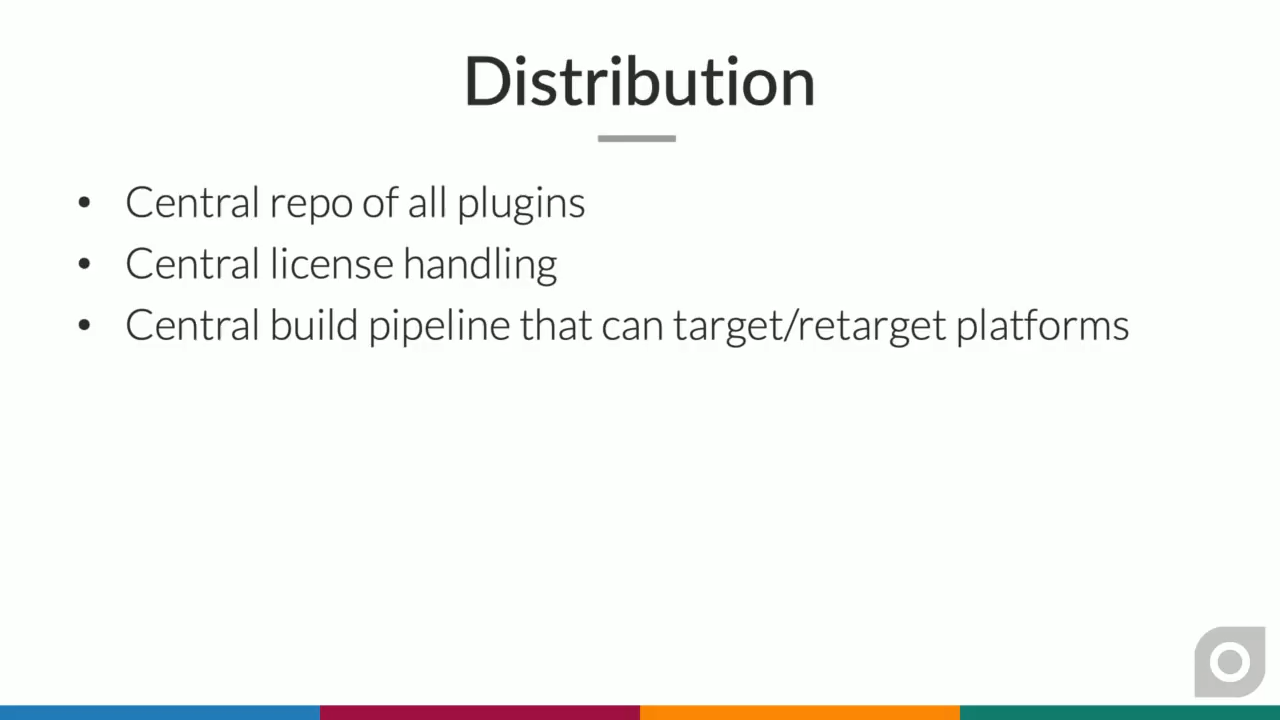 Distribution
• Central repo of all plugins
• Central license handling
• Central build pipeline that can target/retarget platforms